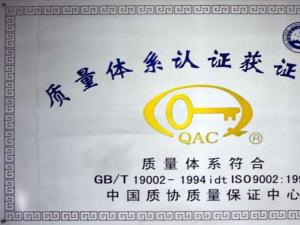 质量体系认证获证
QAC
®
质量体系符合
GB/T 19002-1994 idt ISO9002:199
中国质协质量保证中心